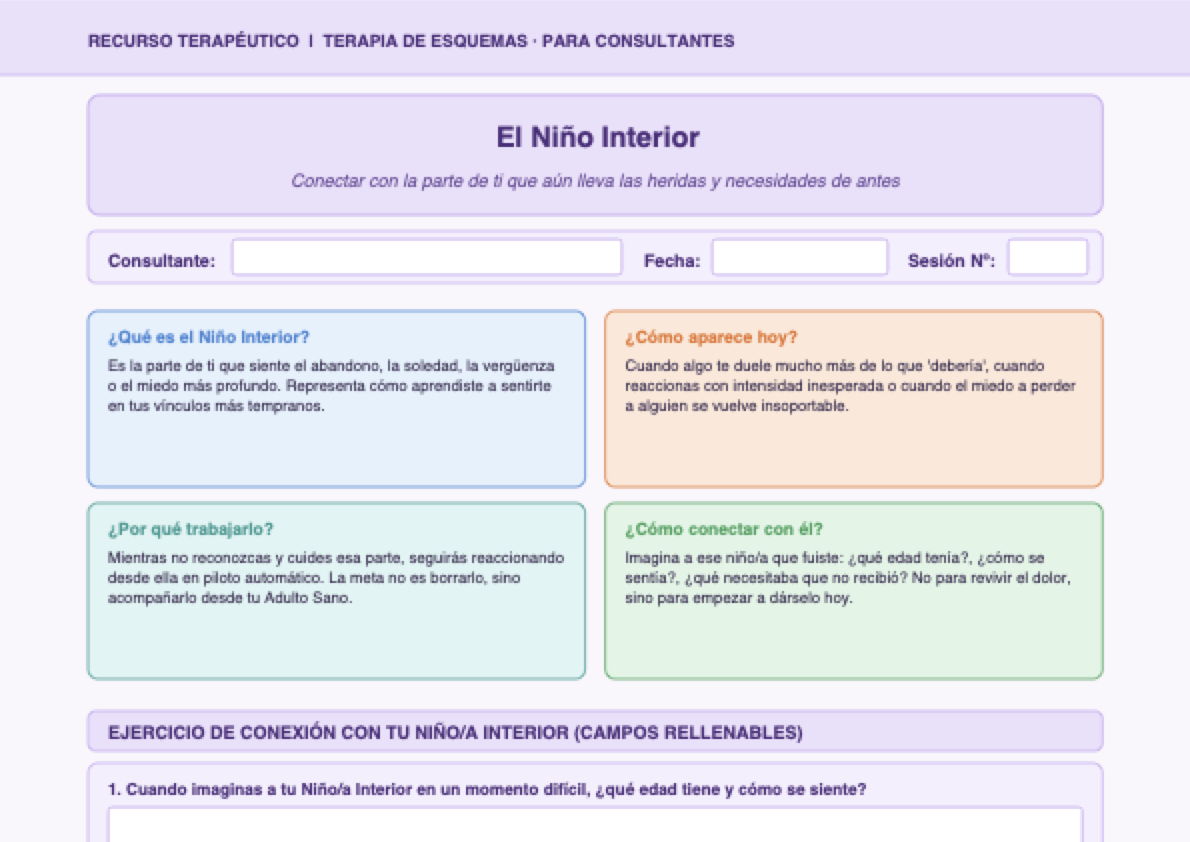 RECURSO TERAPÉUTICO | TERAPIA DE ESQUEMAS · PARA CONSULTANTES
El Niño Interior
Conectar con la parte de ti que aún lleva las heridas y necesidades de antes
Consultante:
Fecha:
Sesión N°:
¿Qué es el Niño Interior?
Es la parte de ti que siente el abandono, la soledad, la vergüenza
o el miedo más profundo. Representa cómo aprendiste a sentirte
en tus vínculos más tempranos.
¿Cómo aparece hoy?
Cuando algo te duele mucho más de lo que 'debería', cuando
reaccionas con intensidad inesperada o cuando el miedo a perder
a alguien se vuelve insoportable.
¿Por qué trabajarlo?
Mientras no reconozcas y cuides esa parte, seguirás reaccionando
desde ella en piloto automático. La meta no es borrarlo, sino
acompañarlo desde tu Adulto Sano.
¿Cómo conectar con él?
Imagina a ese niño/a que fuiste: ¿qué edad tenía?, ¿cómo se
sentía?, ¿qué necesitaba que no recibió? No para revivir el dolor,
sino para empezar a dárselo hoy.
EJERCICIO DE CONEXIÓN CON TU NIÑO/A INTERIOR (CAMPOS RELLENABLES)
1. Cuando imaginas a tu Niño/a Interior en un momento difícil, ¿qué edad tiene y cómo se siente?